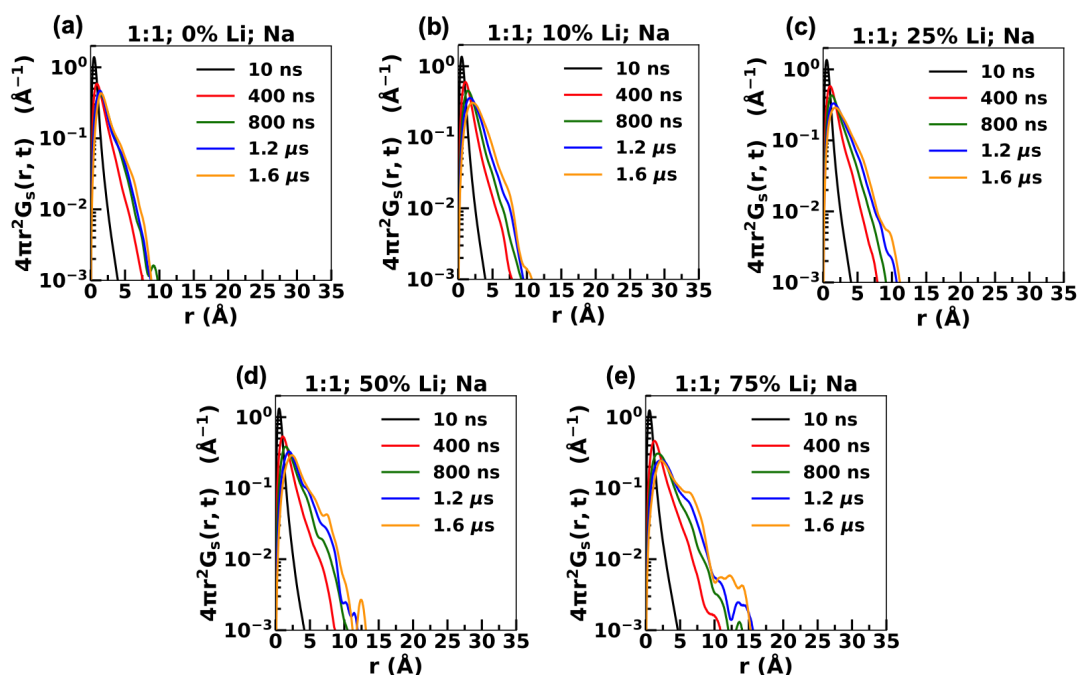 (a)
1:1; 0% Li; Na
4πr²Gₛ(r, t) (Å⁻¹)
10⁰
10⁻¹
10⁻²
10⁻³
10 ns
400 ns
800 ns
1.2 μs
1.6 μs
0 5 10 15 20 25 30 35
r (Å)
(b)
1:1; 10% Li; Na
4πr²Gₛ(r, t) (Å⁻¹)
10⁰
10⁻¹
10⁻²
10⁻³
10 ns
400 ns
800 ns
1.2 μs
1.6 μs
0 5 10 15 20 25 30 35
r (Å)
(c)
1:1; 25% Li; Na
4πr²Gₛ(r, t) (Å⁻¹)
10⁰
10⁻¹
10⁻²
10⁻³
10 ns
400 ns
800 ns
1.2 μs
1.6 μs
0 5 10 15 20 25 30 35
r (Å)
(d)
1:1; 50% Li; Na
4πr²Gₛ(r, t) (Å⁻¹)
10⁰
10⁻¹
10⁻²
10⁻³
10 ns
400 ns
800 ns
1.2 μs
1.6 μs
0 5 10 15 20 25 30 35
r (Å)
(e)
1:1; 75% Li; Na
4πr²Gₛ(r, t) (Å⁻¹)
10⁰
10⁻¹
10⁻²
10⁻³
10 ns
400 ns
800 ns
1.2 μs
1.6 μs
0 5 10 15 20 25 30 35
r (Å)